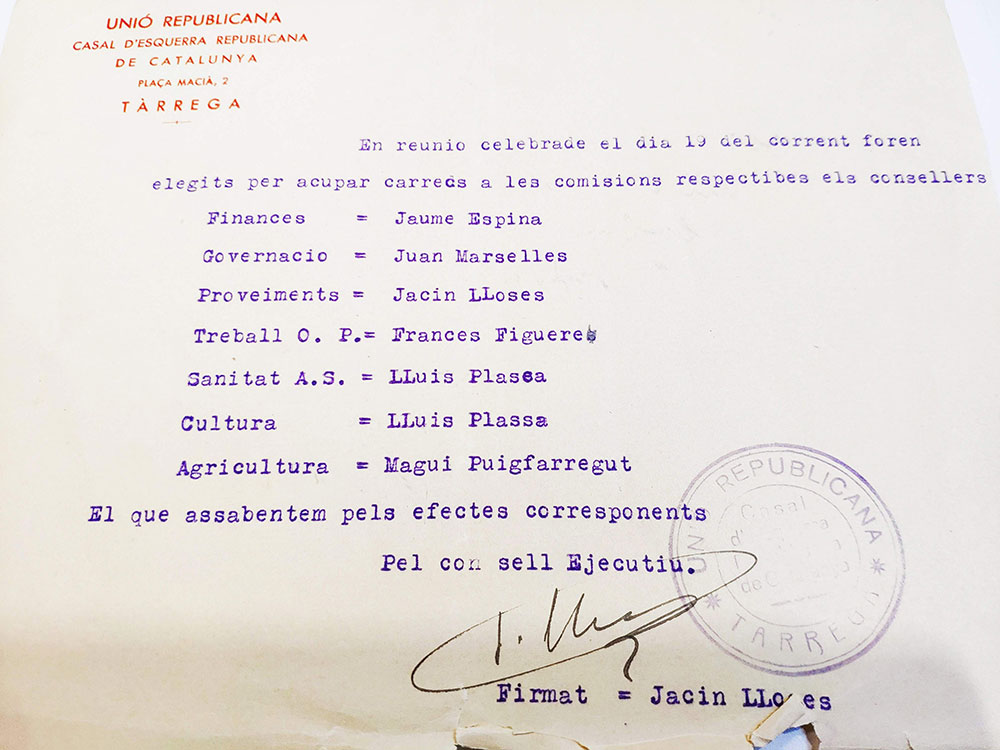 UNIÓ REPUBLICANA
CASAL D'ESQUERRA REPUBLICANA
DE CATALUNYA
PLAÇA MACIÀ, 2
TÀRREGA
En reunio celebrade el dia 19 del corrent foren
elegits per acupar carreds a les comisions respectibes els consellers
Finances = Jaume Espina
Governacio = Juan Marselles
Proveiments = Jacin LLoses
Treball O. P.= Frances Figueres
Sanitat A.S. = LLuis Plassa
Cultura = LLuis Plassa
Agricultura = Magui Puigfarregut
El que assabentem pels efectes corresponents
Pel con sell Ejecutiu.
Firmat = Jacin LLoses
UNIÓ REPUBLICANA
Casal
TARREGA